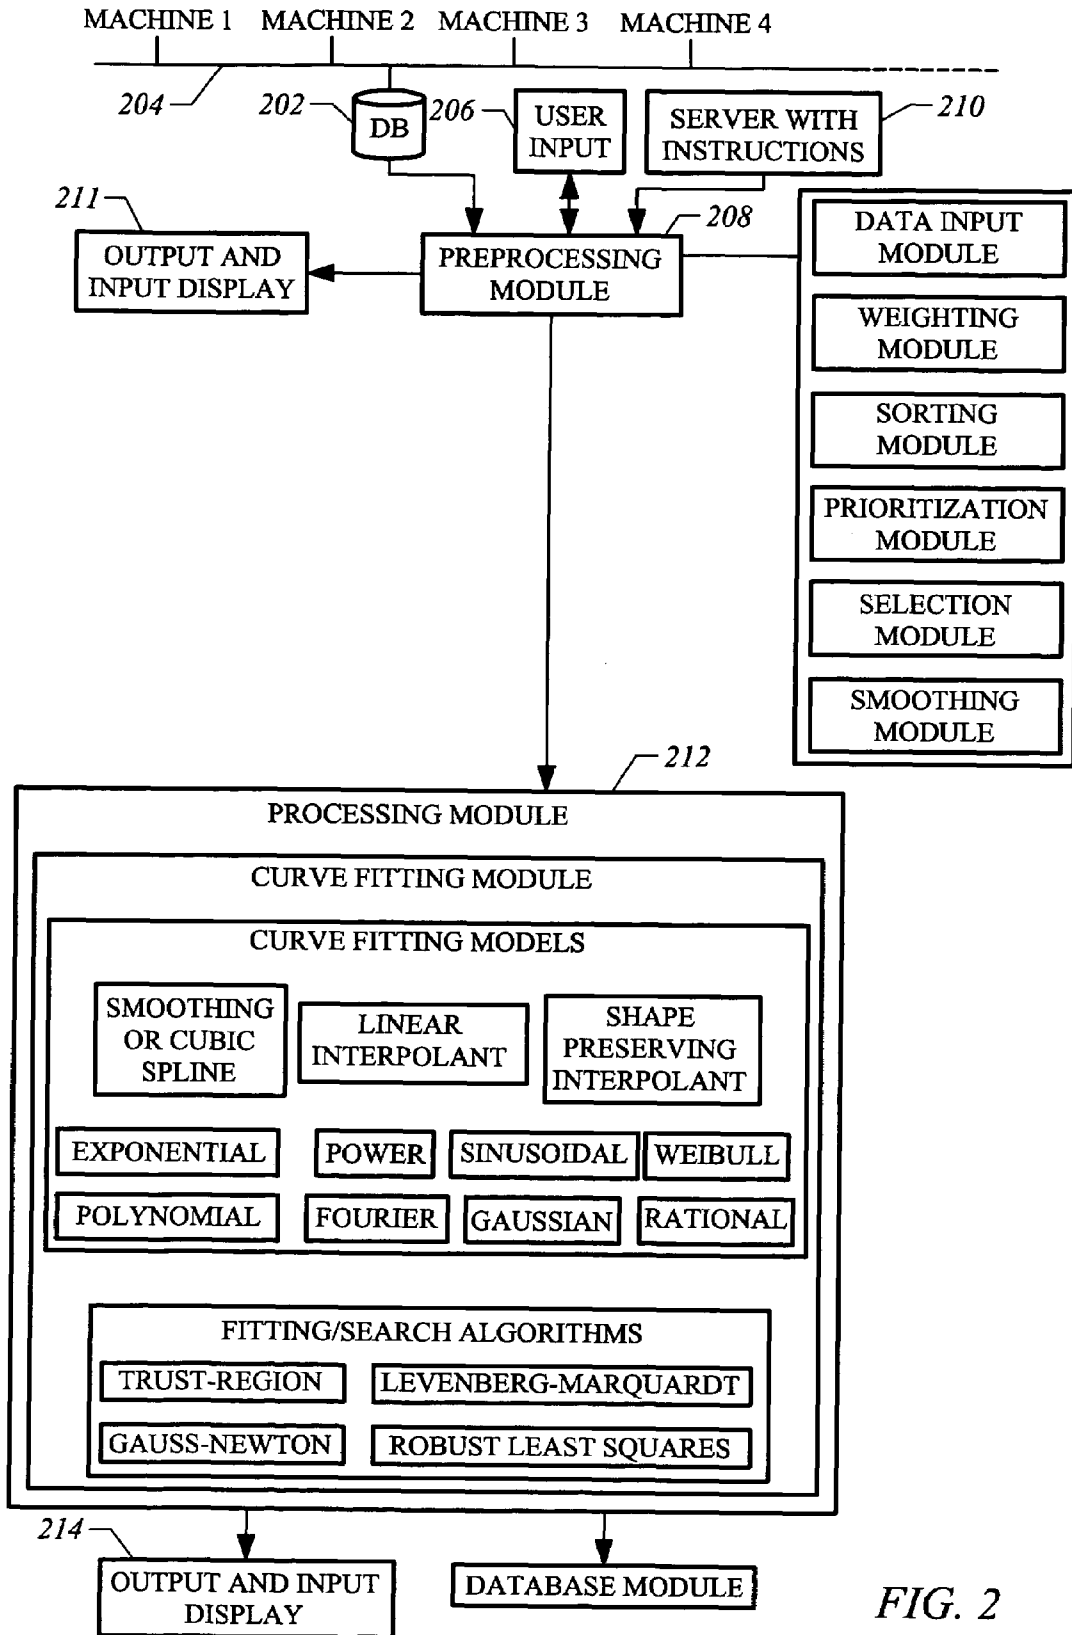 MACHINE 1 MACHINE 2 MACHINE 3 MACHINE 4
204
202
DB
206
USER
INPUT
SERVER WITH
INSTRUCTIONS
210
211
OUTPUT AND
INPUT DISPLAY
208
PREPROCESSING
MODULE
DATA INPUT
MODULE
WEIGHTING
MODULE
SORTING
MODULE
PRIORITIZATION
MODULE
SELECTION
MODULE
SMOOTHING
MODULE
212
PROCESSING MODULE
CURVE FITTING MODULE
CURVE FITTING MODELS
SMOOTHING
OR CUBIC
SPLINE
LINEAR
INTERPOLANT
SHAPE
PRESERVING
INTERPOLANT
EXPONENTIAL POWER SINUSOIDAL WEIBULL
POLYNOMIAL FOURIER GAUSSIAN RATIONAL
FITTING/SEARCH ALGORITHMS
TRUST-REGION LEVENBERG-MARQUARDT
GAUSS-NEWTON ROBUST LEAST SQUARES
214
OUTPUT AND INPUT
DISPLAY
DATABASE MODULE
FIG. 2